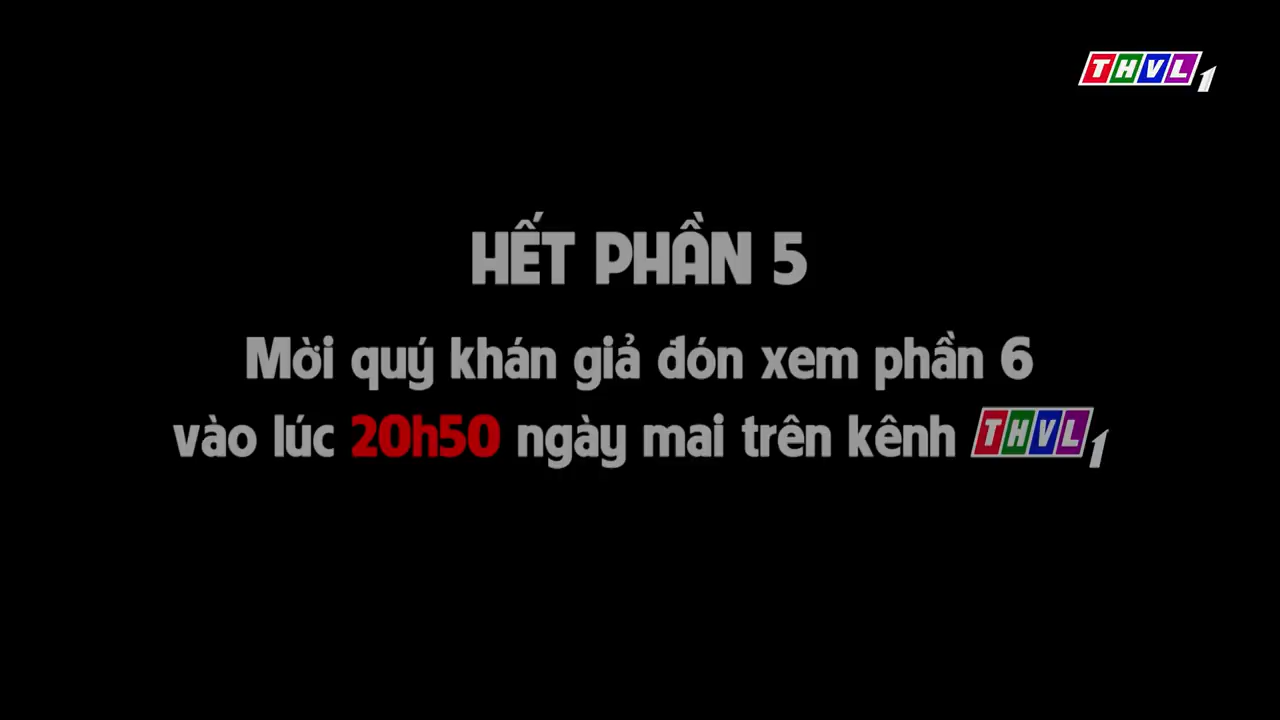 THVL1
HẾT PHẦN 5
Mời quý khán giả đón xem phần 6
vào lúc 20h50 ngày mai trên kênh THVL1